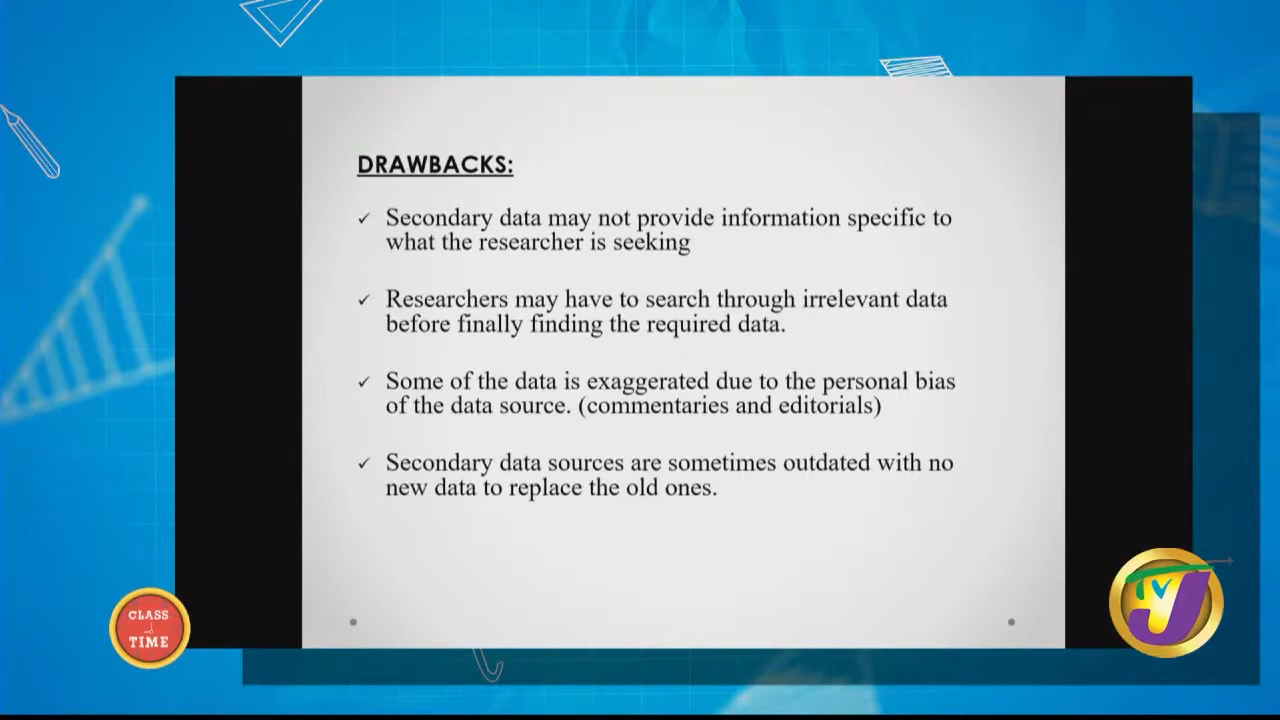 DRAWBACKS:
✓ Secondary data may not provide information specific to
what the researcher is seeking
✓ Researchers may have to search through irrelevant data
before finally finding the required data.
✓ Some of the data is exaggerated due to the personal bias
of the data source. (commentaries and editorials)
✓ Secondary data sources are sometimes outdated with no
new data to replace the old ones.
CLASS
TIME
TVJ